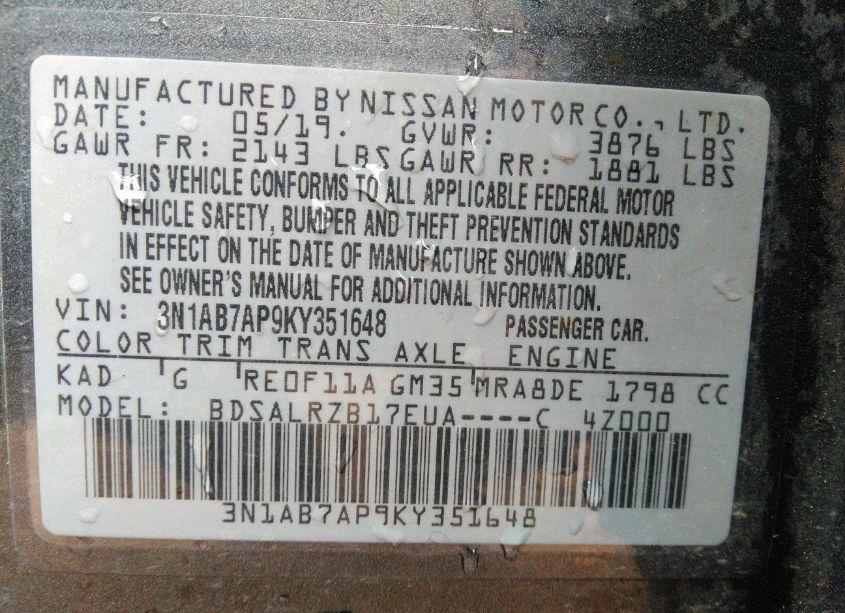 MANUFACTURED BY NISSAN MOTOR CO., LTD.
DATE: 05/19. GVWR: 3876 LBS
GAWR FR: 2143 LBS GAWR RR: 1881 LBS
THIS VEHICLE CONFORMS TO ALL APPLICABLE FEDERAL MOTOR
VEHICLE SAFETY, BUMPER AND THEFT PREVENTION STANDARDS
IN EFFECT ON THE DATE OF MANUFACTURE SHOWN ABOVE.
SEE OWNER'S MANUAL FOR ADDITIONAL INFORMATION.
VIN: 3N1AB7AP9KY351648 PASSENGER CAR.
COLOR TRIM TRANS AXLE ENGINE
KAD G RE0F11A GM35 MRA8DE 1798 CC
MODEL: BDSALRZB17EUA----C 4Z000
3N1AB7AP9KY351648